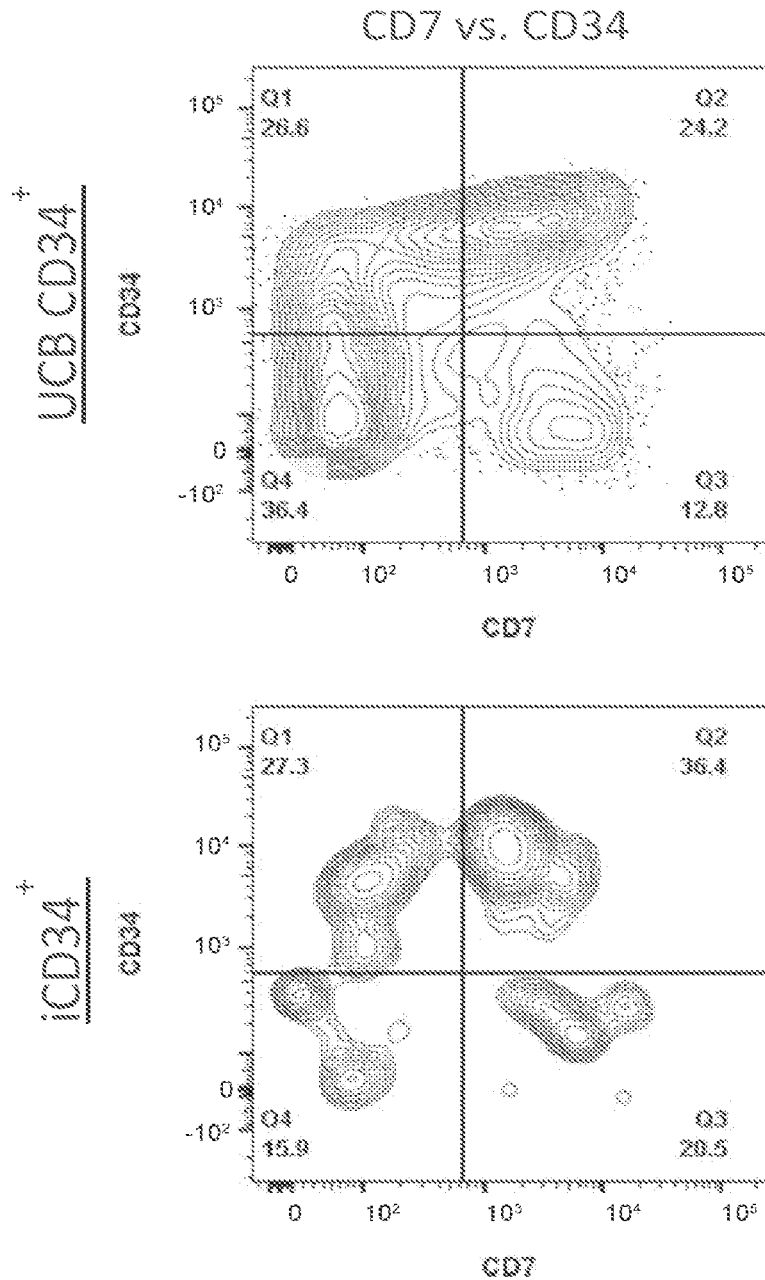 CD7 vs. CD34
UCB CD34+
CD34
10⁵
10⁴
10³
0
-10²
Q1
26.6
Q2
24.2
Q4
36.4
Q3
12.8
0 10² 10³ 10⁴ 10⁵
CD7
iCD34+
CD34
10⁵
10⁴
10³
0
-10²
Q1
27.3
Q2
36.4
Q4
15.9
Q3
20.5
0 10² 10³ 10⁴ 10⁵
CD7